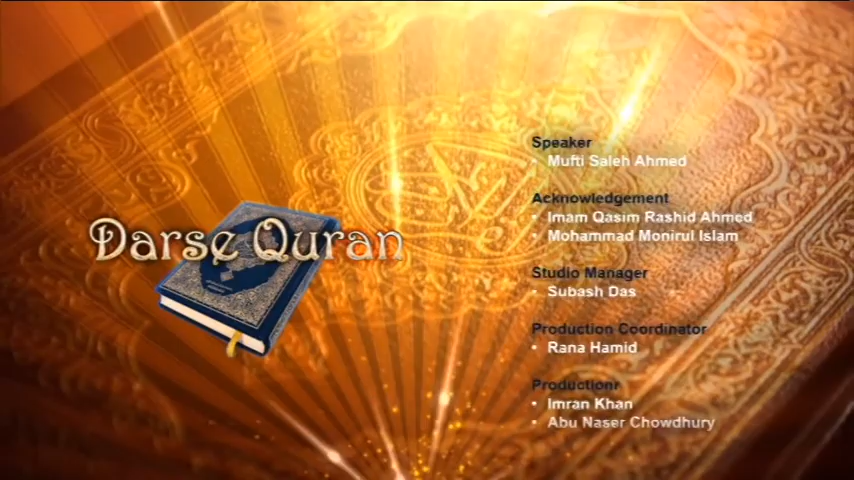 Darse Quran
Speaker
• Mufti Saleh Ahmed
Acknowledgement
• Imam Qasim Rashid Ahmed
• Mohammad Monirul Islam
Studio Manager
• Subash Das
Production Coordinator
• Rana Hamid
Productionr
• Imran Khan
• Abu Naser Chowdhury